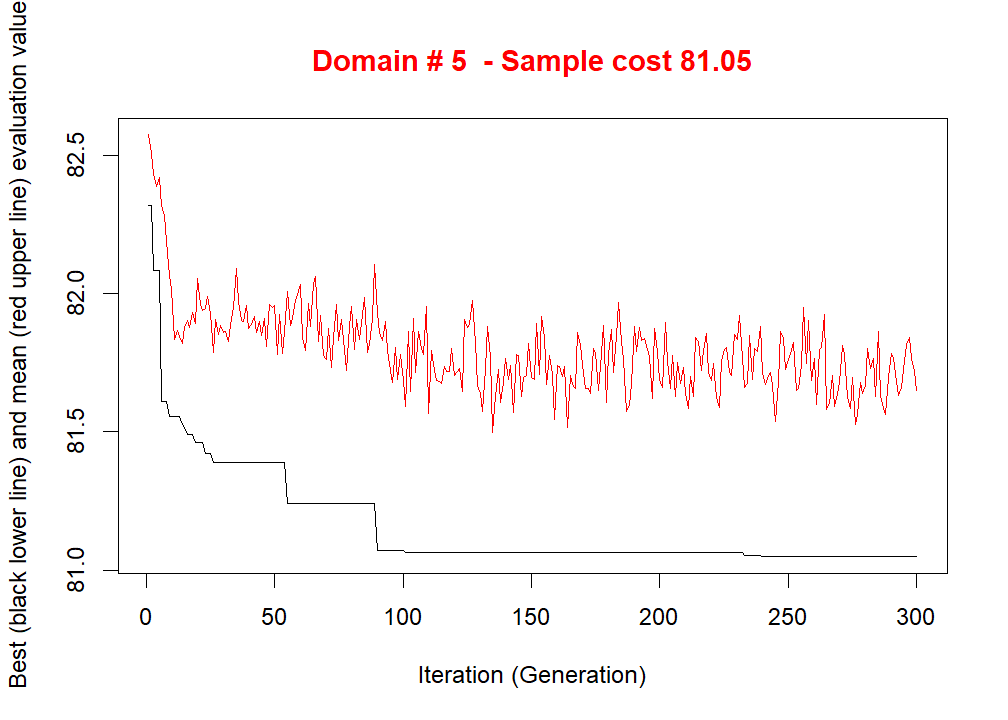 Domain # 5  - Sample cost 81.05
Best (black lower line) and mean (red upper line) evaluation value
82.5
82.0
81.5
81.0
0 50 100 150 200 250 300
Iteration (Generation)